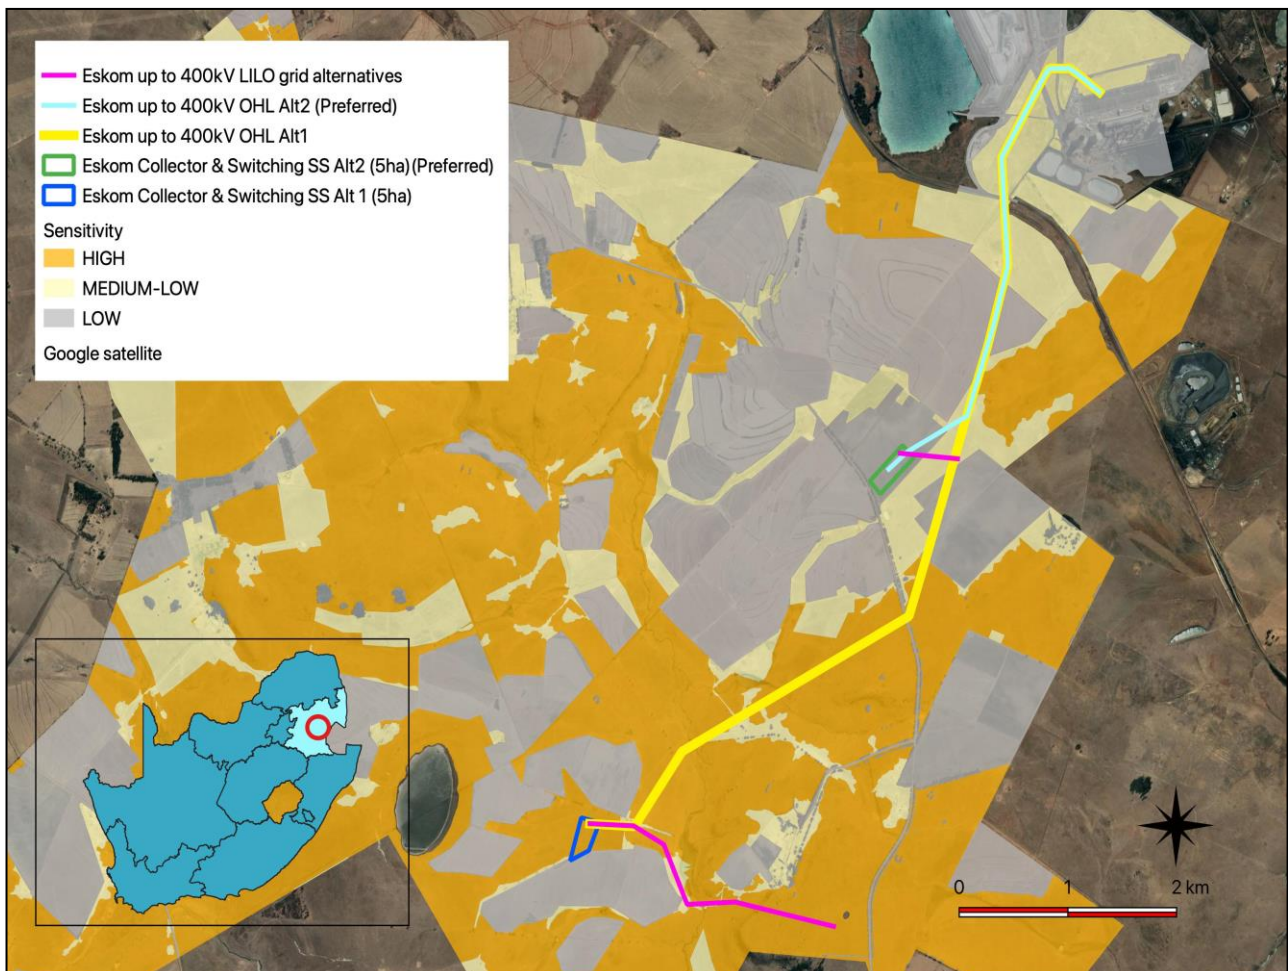 Eskom up to 400kV LILO grid alternatives
Eskom up to 400kV OHL Alt2 (Preferred)
Eskom up to 400kV OHL Alt1
Eskom Collector & Switching SS Alt2 (5ha)(Preferred)
Eskom Collector & Switching SS Alt 1 (5ha)
Sensitivity
HIGH
MEDIUM-LOW
LOW
Google satellite
0 1 2 km